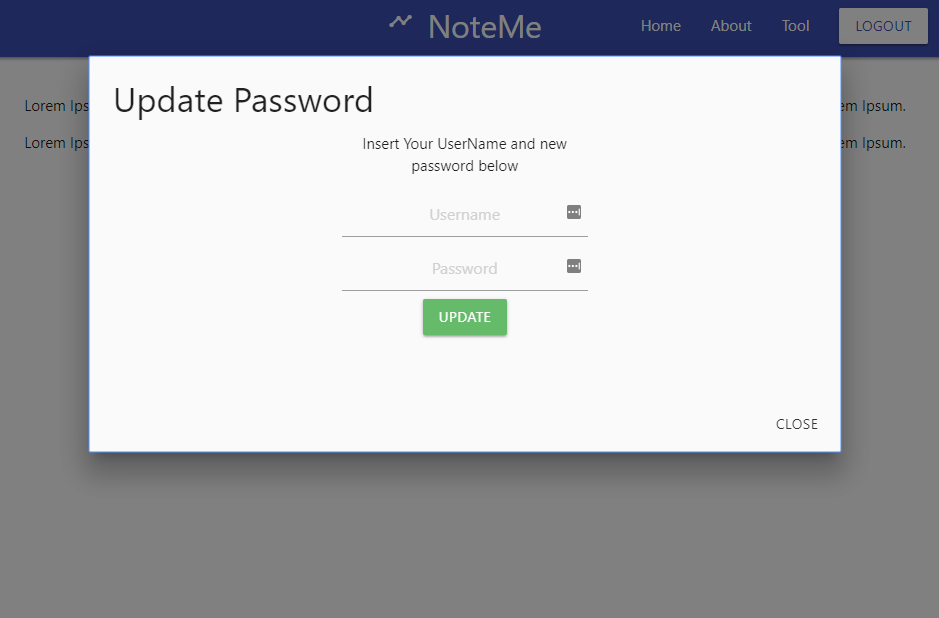 NoteMe
Home About Tool LOGOUT
Update Password
Lorem Ips
em Ipsum.
Insert Your UserName and new
password below
Lorem Ips
em Ipsum.
Username
Password
UPDATE
CLOSE